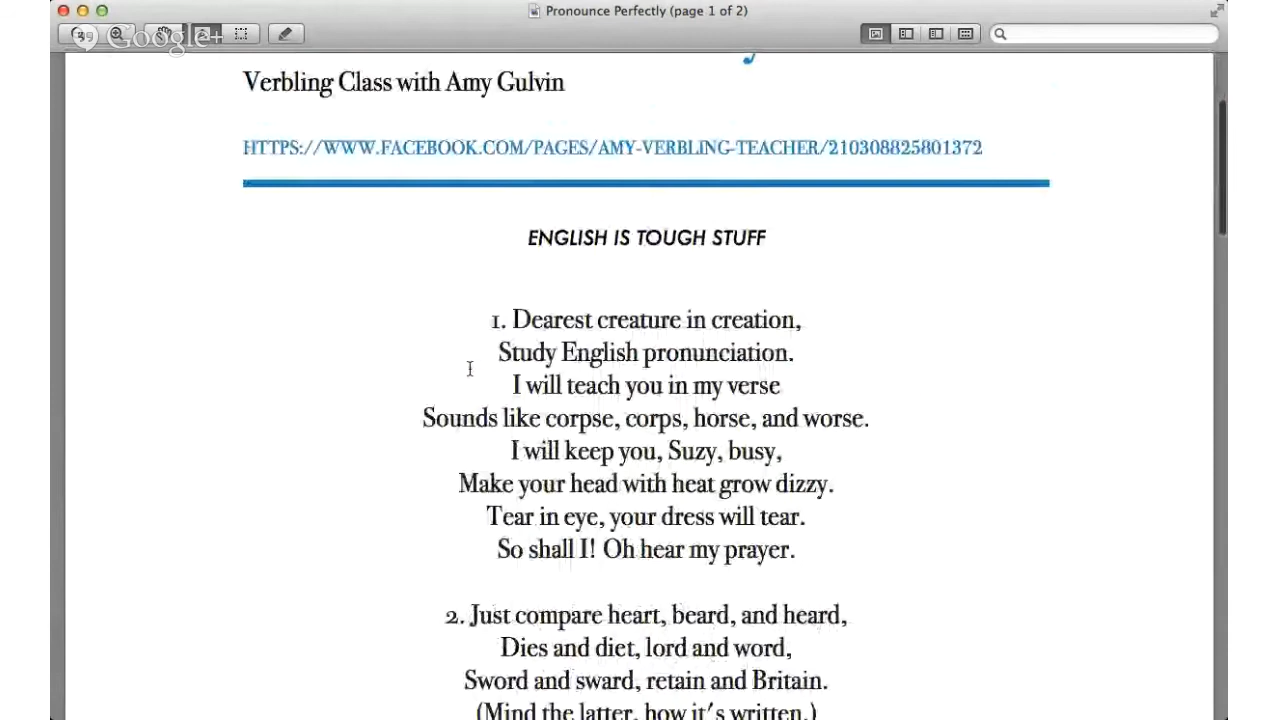 Pronounce Perfectly (page 1 of 2)
Google+
Verbling Class with Amy Gulvin
HTTPS://WWW.FACEBOOK.COM/PAGES/AMY-VERBLING-TEACHER/210308825801372
ENGLISH IS TOUGH STUFF
1. Dearest creature in creation,
Study English pronunciation.
I will teach you in my verse
Sounds like corpse, corps, horse, and worse.
I will keep you, Suzy, busy,
Make your head with heat grow dizzy.
Tear in eye, your dress will tear.
So shall I! Oh hear my prayer.
2. Just compare heart, beard, and heard,
Dies and diet, lord and word,
Sword and sward, retain and Britain.
(Mind the latter, how it's written.)